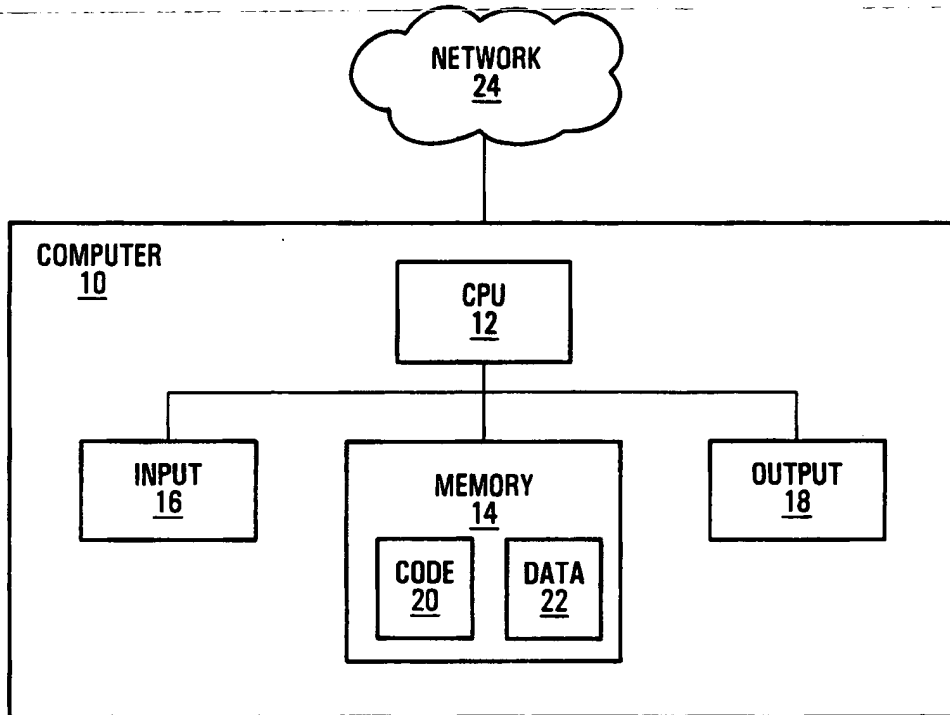 NETWORK
24
COMPUTER
10
CPU
12
INPUT
16
MEMORY
14
OUTPUT
18
CODE
20
DATA
22